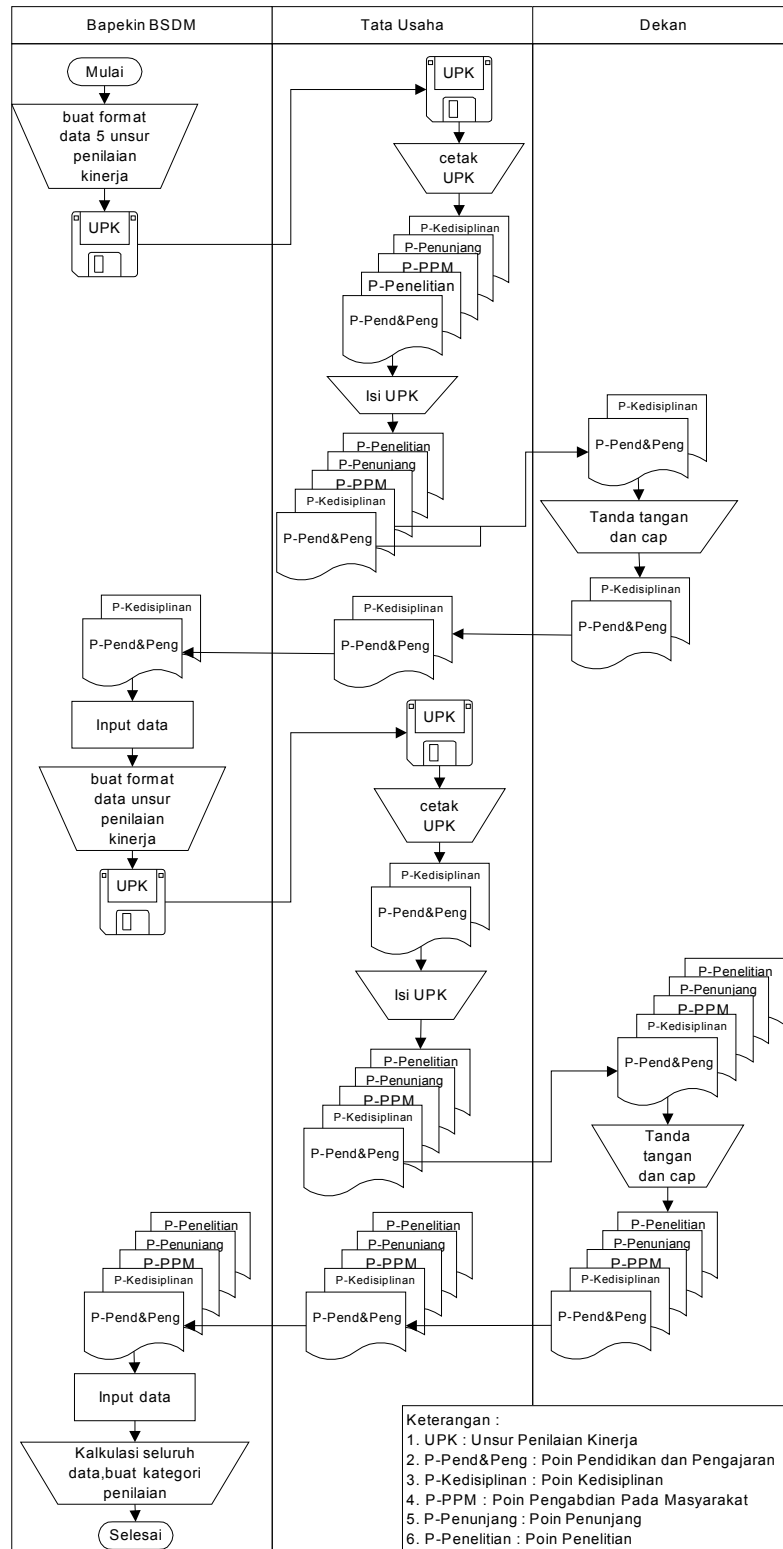 Bapekin BSDM
Tata Usaha
Dekan
Mulai
buat format
data 5 unsur
penilaian
kinerja
UPK
UPK
cetak
UPK
P-Kedisiplinan
P-Penunjang
P-PPM
P-Penelitian
P-Pend&Peng
Isi UPK
P-Penelitian
P-Penunjang
P-PPM
P-Kedisiplinan
P-Pend&Peng
P-Kedisiplinan
P-Pend&Peng
Tanda tangan
dan cap
P-Kedisiplinan
P-Pend&Peng
P-Kedisiplinan
P-Pend&Peng
P-Kedisiplinan
P-Pend&Peng
Input data
buat format
data unsur
penilaian
kinerja
UPK
UPK
cetak
UPK
P-Kedisiplinan
P-Pend&Peng
Isi UPK
P-Penelitian
P-Penunjang
P-PPM
P-Kedisiplinan
P-Pend&Peng
P-Penelitian
P-Penunjang
P-PPM
P-Kedisiplinan
P-Pend&Peng
Tanda
tangan
dan cap
P-Penelitian
P-Penunjang
P-PPM
P-Kedisiplinan
P-Pend&Peng
P-Penelitian
P-Penunjang
P-PPM
P-Kedisiplinan
P-Pend&Peng
P-Penelitian
P-Penunjang
P-PPM
P-Kedisiplinan
P-Pend&Peng
Input data
Kalkulasi seluruh
data,buat kategori
penilaian
Selesai
Keterangan :
1. UPK : Unsur Penilaian Kinerja
2. P-Pend&Peng : Poin Pendidikan dan Pengajaran
3. P-Kedisiplinan : Poin Kedisiplinan
4. P-PPM : Poin Pengabdian Pada Masyarakat
5. P-Penunjang : Poin Penunjang
6. P-Penelitian : Poin Penelitian